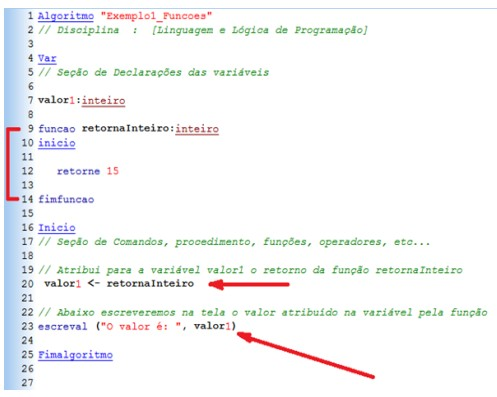 1 Algoritmo "Exemplo1_Funcoes"
2 // Disciplina : [Linguagem e Lógica de Programação]
3
4 Var
5 // Seção de Declarações das variáveis
6
7 valor1:inteiro
8
9 funcao retornaInteiro:inteiro
10 inicio
11
12 retorne 15
13
14 fimfuncao
15
16 Inicio
17 // Seção de Comandos, procedimento, funções, operadores, etc...
18
19 // Atribui para a variável valor1 o retorno da função retornaInteiro
20 valor1 <- retornaInteiro
21
22 // Abaixo escreveremos na tela o valor atribuido na variável pela função
23 escreval ("O valor é: ", valor1)
24
25 Fimalgoritmo
26
27